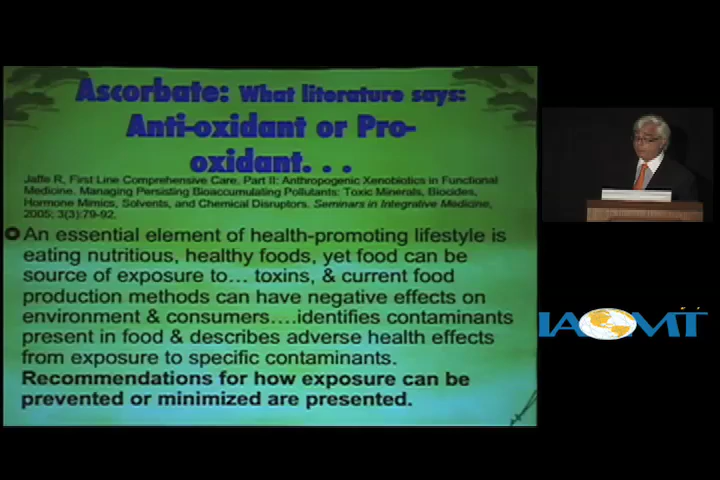 Ascorbate: What literature says:
Anti-oxidant or Pro-
oxidant. . .
Jaffe R, First Line Comprehensive Care, Part II: Anthropogenic Xenobiotics in Functional
Medicine. Managing Persisting Bioaccumulating Pollutants: Toxic Minerals, Biocides,
Hormone Mimics, Solvents, and Chemical Disruptors. Seminars in Integrative Medicine,
2005; 3(3):79-92.
An essential element of health-promoting lifestyle is
eating nutritious, healthy foods, yet food can be
source of exposure to... toxins, & current food
production methods can have negative effects on
environment & consumers....identifies contaminants
present in food & describes adverse health effects
from exposure to specific contaminants.
Recommendations for how exposure can be
prevented or minimized are presented.
IAOMT